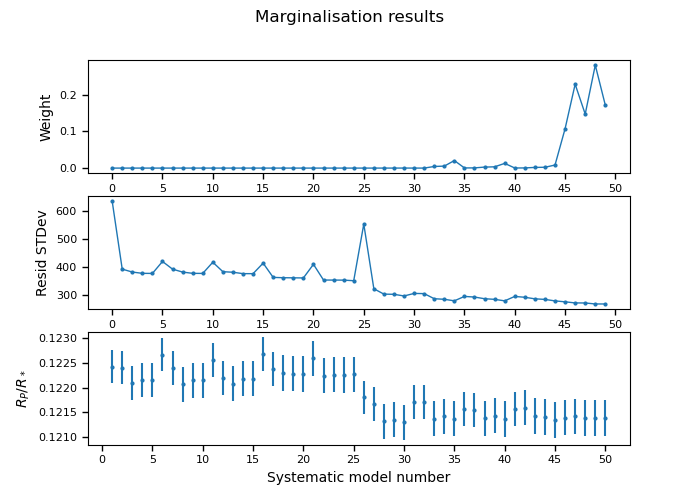 Marginalisation results
Weight
0.2
0.1
0.0
0 5 10 15 20 25 30 35 40 45 50
Resid STDev
600
500
400
300
0 5 10 15 20 25 30 35 40 45 50
R_P/R_*
0.1230
0.1225
0.1220
0.1215
0.1210
0 5 10 15 20 25 30 35 40 45 50
Systematic model number